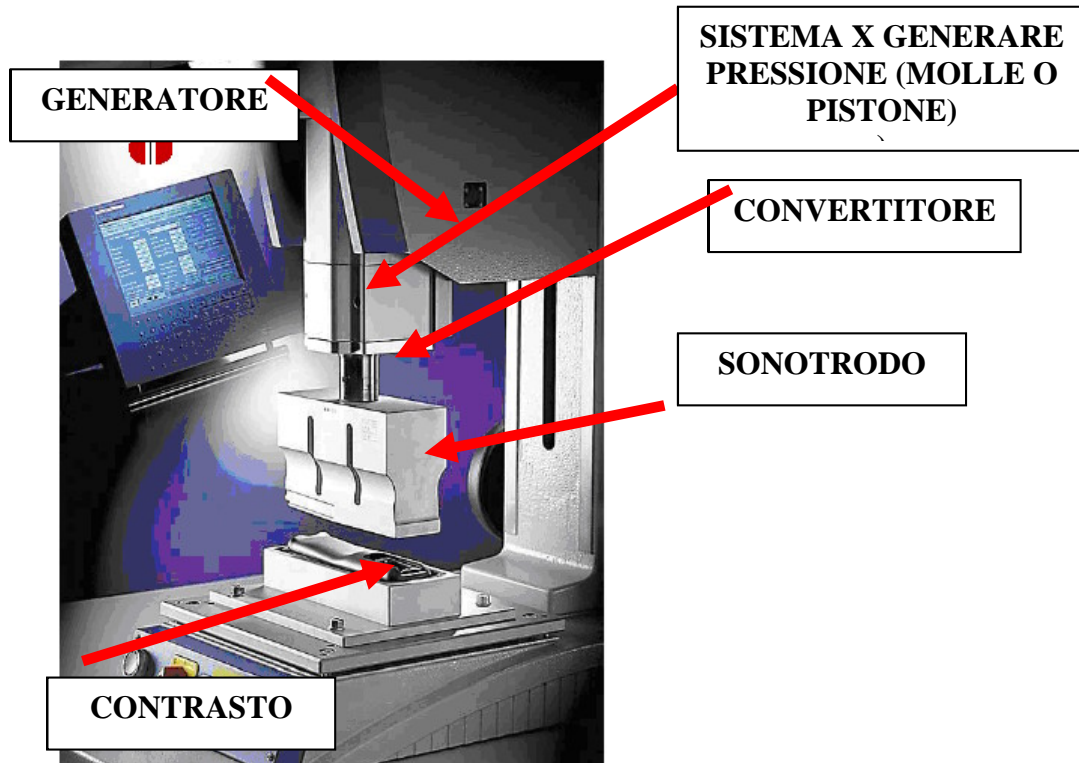 SISTEMA X GENERARE
PRESSIONE (MOLLE O
PISTONE)
GENERATORE
CONVERTITORE
SONOTRODO
CONTRASTO